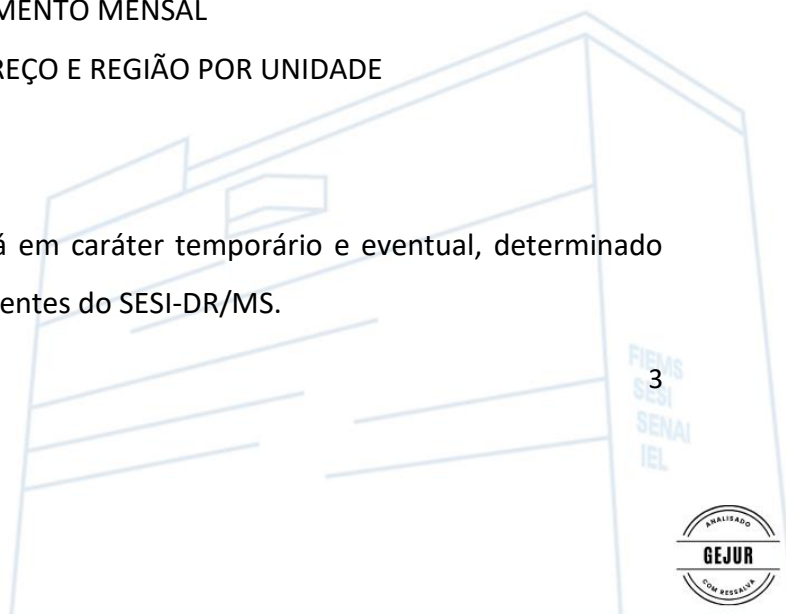 MENTO MENSAL
REÇO E REGIÃO POR UNIDADE
á em caráter temporário e eventual, determinado
entes do SESI-DR/MS.
3
FIEMS
SESI
SENAI
IEL
ANALISADO
GEJUR
COM RESSALVA